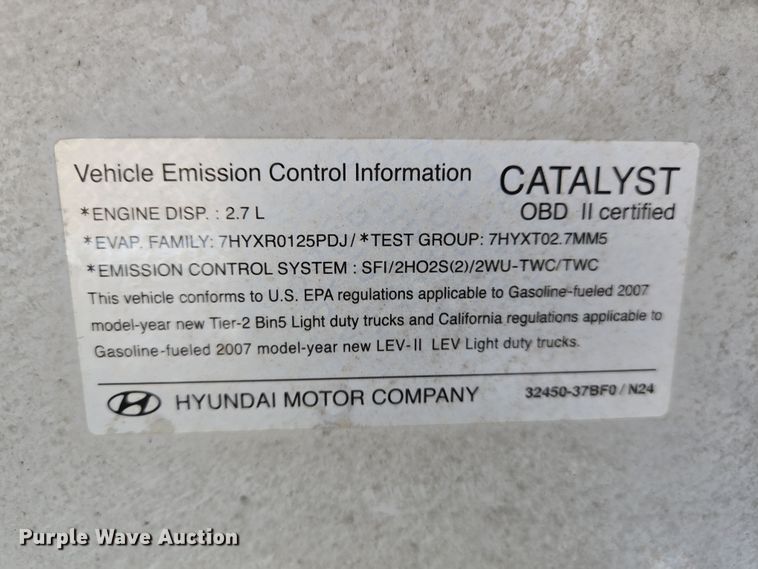 Vehicle Emission Control Information CATALYST
*ENGINE DISP. : 2.7 L OBD II certified
*EVAP. FAMILY: 7HYXR0125PDJ/ *TEST GROUP: 7HYXT02.7MM5
*EMISSION CONTROL SYSTEM : SFI/2HO2S(2)/2WU-TWC/TWC
This vehicle conforms to U.S. EPA regulations applicable to Gasoline-fueled 2007
model-year new Tier-2 Bin5 Light duty trucks and California regulations applicable to
Gasoline-fueled 2007 model-year new LEV-II LEV Light duty trucks.
HYUNDAI MOTOR COMPANY 32450-37BF0 / N24
Purple Wave Auction